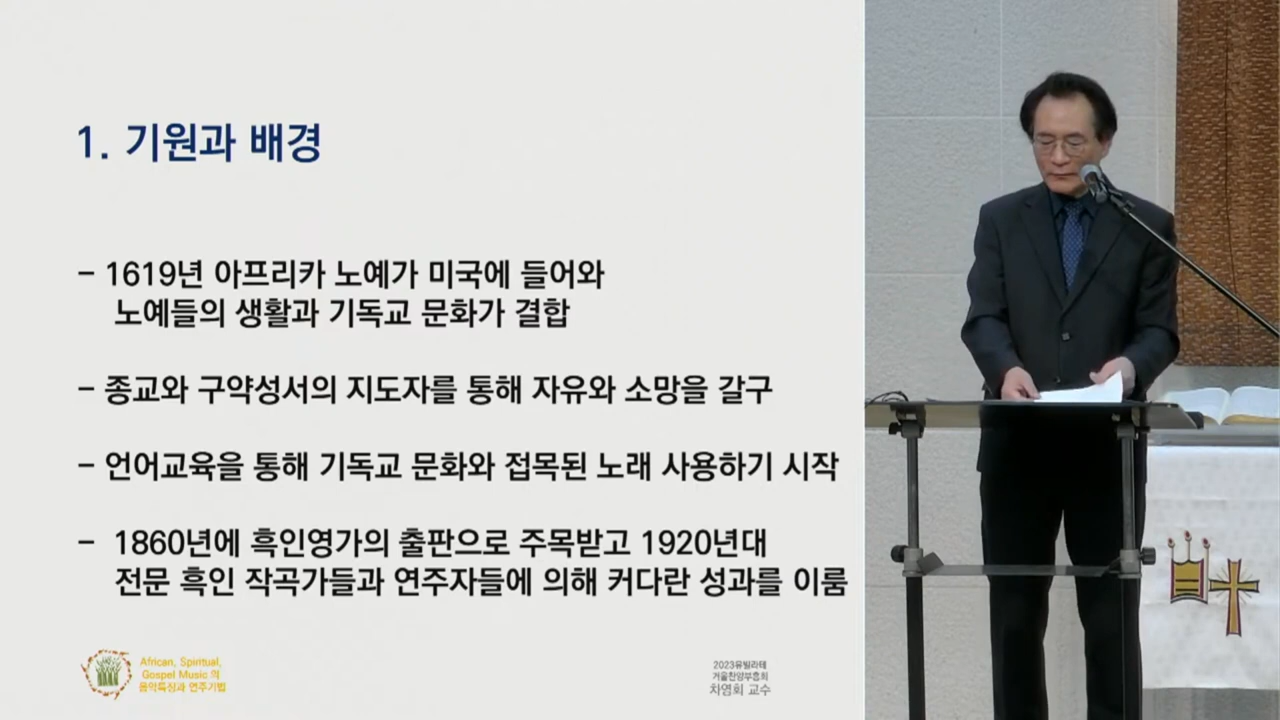 1. 기원과 배경
- 1619년 아프리카 노예가 미국에 들어와
노예들의 생활과 기독교 문화가 결합
- 종교와 구약성서의 지도자를 통해 자유와 소망을 갈구
- 언어교육을 통해 기독교 문화와 접목된 노래 사용하기 시작
- 1860년에 흑인영가의 출판으로 주목받고 1920년대
전문 흑인 작곡가들과 연주자들에 의해 커다란 성과를 이룸
African, Spiritual,
Gospel Music 의
음악특징과 연주기법
2023유빌라테
겨울찬양부흥회
차영회 교수